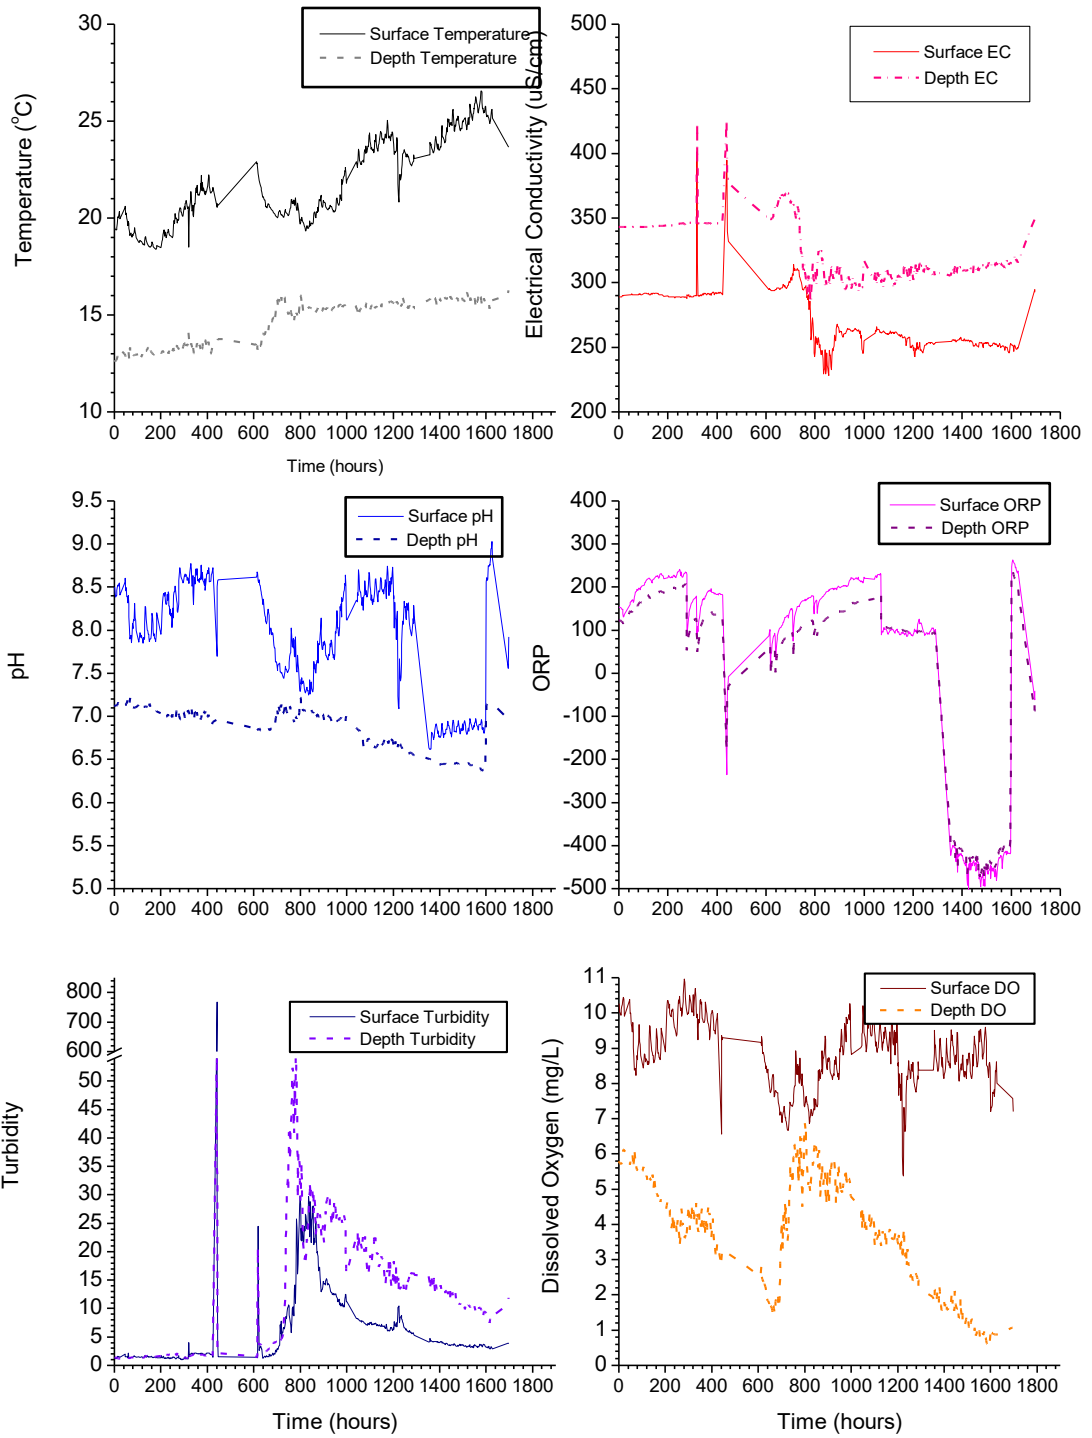 30
25
20
15
10
Temperature (°C)
Surface Temperature
Depth Temperature
0 200 400 600 800 1000 1200 1400 1600 1800
Time (hours)
500
450
400
350
300
250
200
Electrical Conductivity (uS/cm)
Surface EC
Depth EC
0 200 400 600 800 1000 1200 1400 1600 1800
9.5
9.0
8.5
8.0
7.5
7.0
6.5
6.0
5.5
5.0
pH
Surface pH
Depth pH
0 200 400 600 800 1000 1200 1400 1600 1800
400
300
200
100
0
-100
-200
-300
-400
-500
ORP
Surface ORP
Depth ORP
0 200 400 600 800 1000 1200 1400 1600 1800
800
700
600
50
45
40
35
30
25
20
15
10
5
0
Turbidity
Surface Turbidity
Depth Turbidity
0 200 400 600 800 1000 1200 1400 1600 1800
Time (hours)
11
10
9
8
7
6
5
4
3
2
1
0
Dissolved Oxygen (mg/L)
Surface DO
Depth DO
0 200 400 600 800 1000 1200 1400 1600 1800
Time (hours)